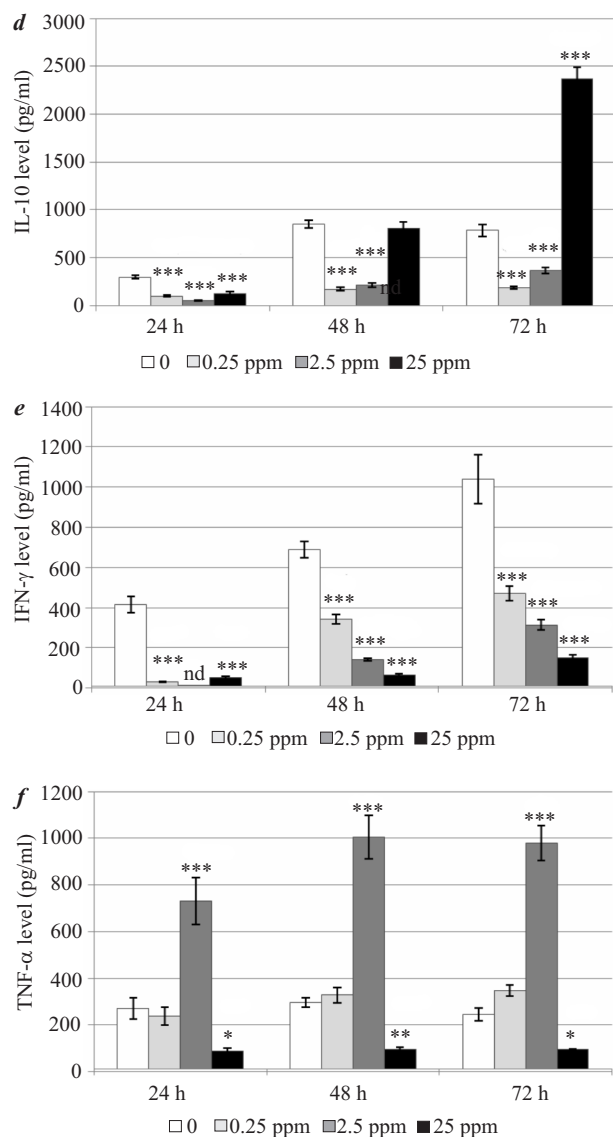 d
IL-10 level (pg/ml)
3000
2500
2000
1500
1000
500
0
***
*** *** ***
***
***
nd
***
***
24 h 48 h 72 h
0 0.25 ppm 2.5 ppm 25 ppm
e
IFN-γ level (pg/ml)
1400
1200
1000
800
600
400
200
0
*** nd ***
***
***
***
***
***
***
24 h 48 h 72 h
0 0.25 ppm 2.5 ppm 25 ppm
f
TNF-α level (pg/ml)
1200
1000
800
600
400
200
0
***
*
***
**
***
*
24 h 48 h 72 h
0 0.25 ppm 2.5 ppm 25 ppm